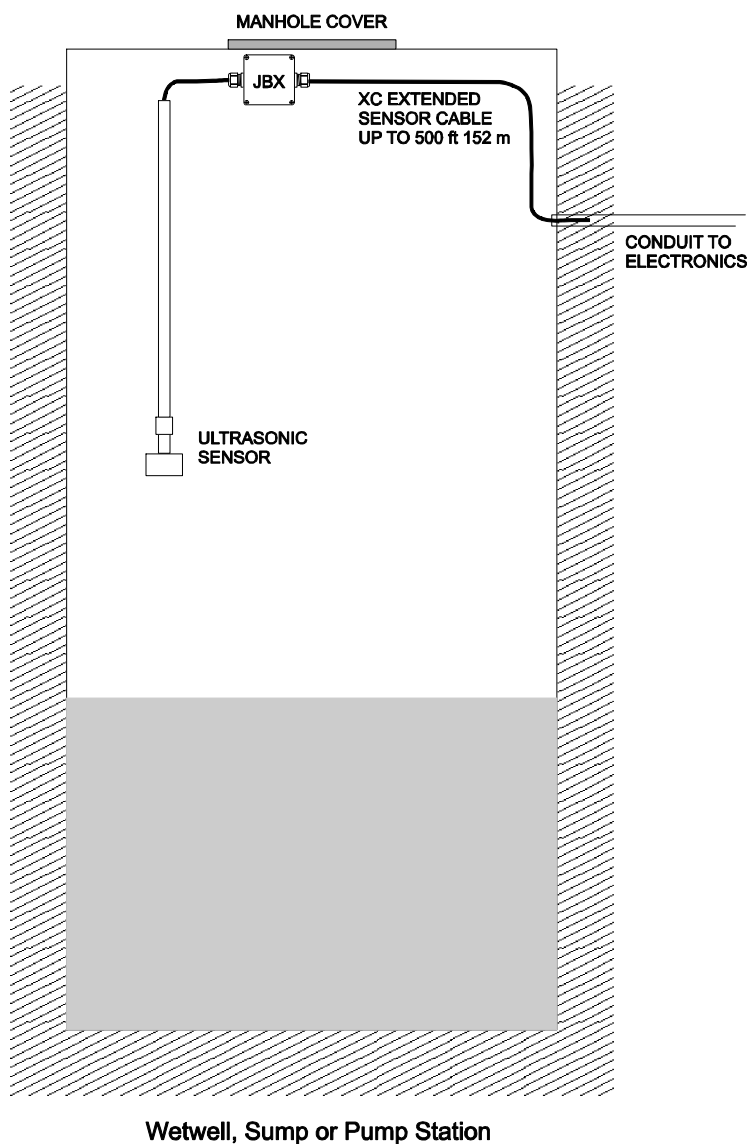 MANHOLE COVER
JBX
XC EXTENDED
SENSOR CABLE
UP TO 500 ft 152 m
CONDUIT TO
ELECTRONICS
ULTRASONIC
SENSOR
Wetwell, Sump or Pump Station